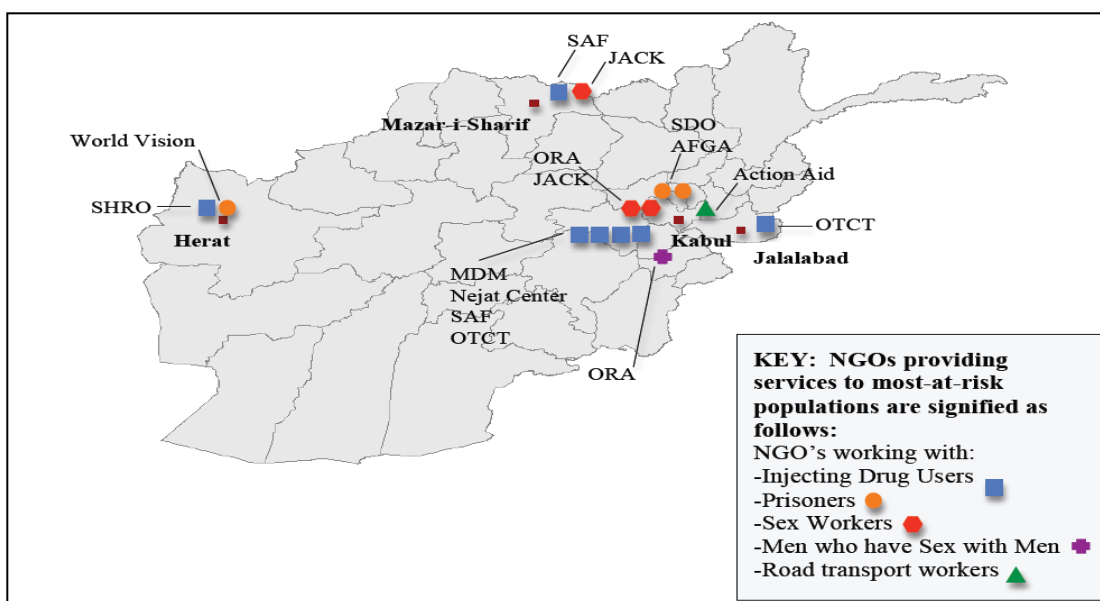 SAF
JACK
Mazar-i-Sharif
World Vision
SDO
AFGA
ORA
JACK
Action Aid
SHRO
Herat
Kabul
OTCT
Jalalabad
MDM
Nejat Center
SAF
OTCT
ORA
KEY:  NGOs providing
services to most-at-risk
populations are signified as
follows:
NGO’s working with:
-Injecting Drug Users
-Prisoners
-Sex Workers
-Men who have Sex with Men
-Road transport workers